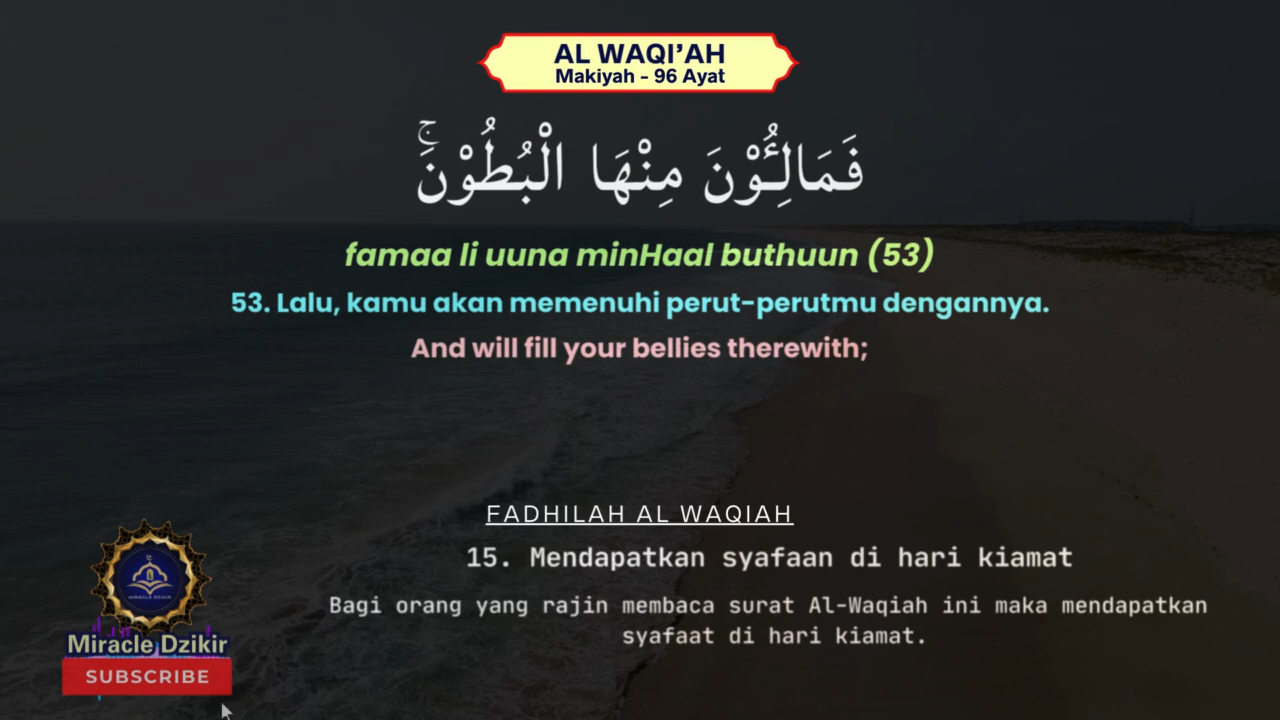 AL WAQI’AH
Makiyah - 96 Ayat
فَمَالِـُٔوْنَ مِنْهَا الْبُطُوْنَۚ
famaa li uuna minHaal buthuun (53)
53. Lalu, kamu akan memenuhi perut-perutmu dengannya.
And will fill your bellies therewith;
FADHILAH AL WAQIAH
15. Mendapatkan syafaan di hari kiamat
Bagi orang yang rajin membaca surat Al-Waqiah ini maka mendapatkan
syafaat di hari kiamat.
MIRACLE DZIKIR
Miracle Dzikir
SUBSCRIBE